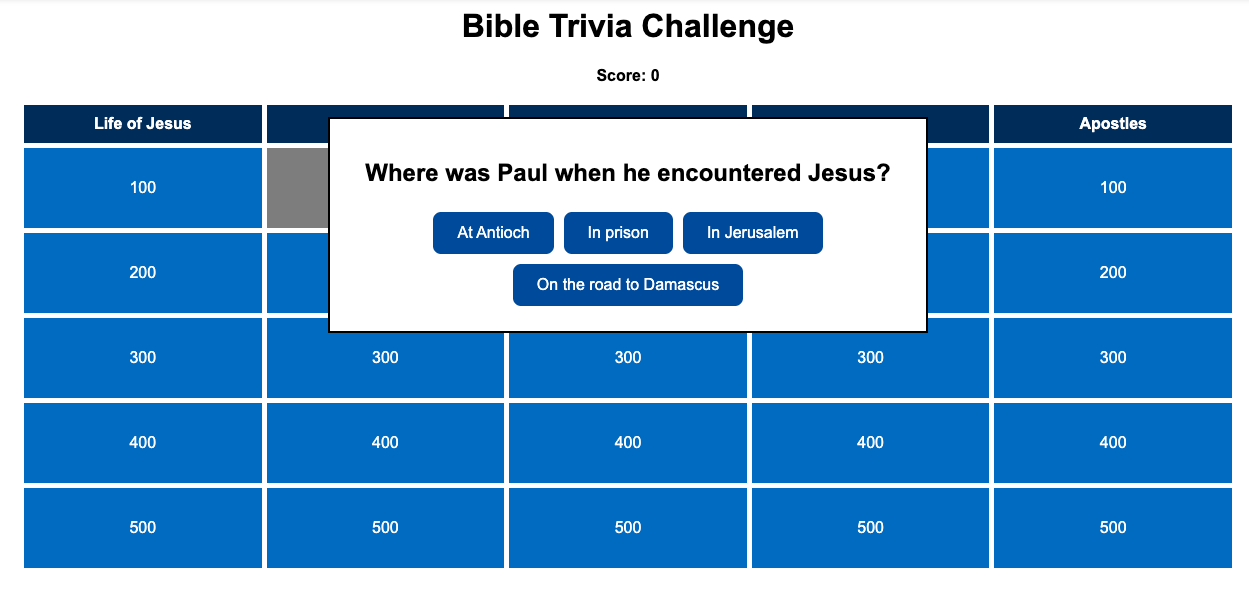 Bible Trivia Challenge
Score: 0
Life of Jesus
Apostles
Where was Paul when he encountered Jesus?
At Antioch
In prison
In Jerusalem
On the road to Damascus
100
100
200
200
300
300
300
300
300
400
400
400
400
400
500
500
500
500
500